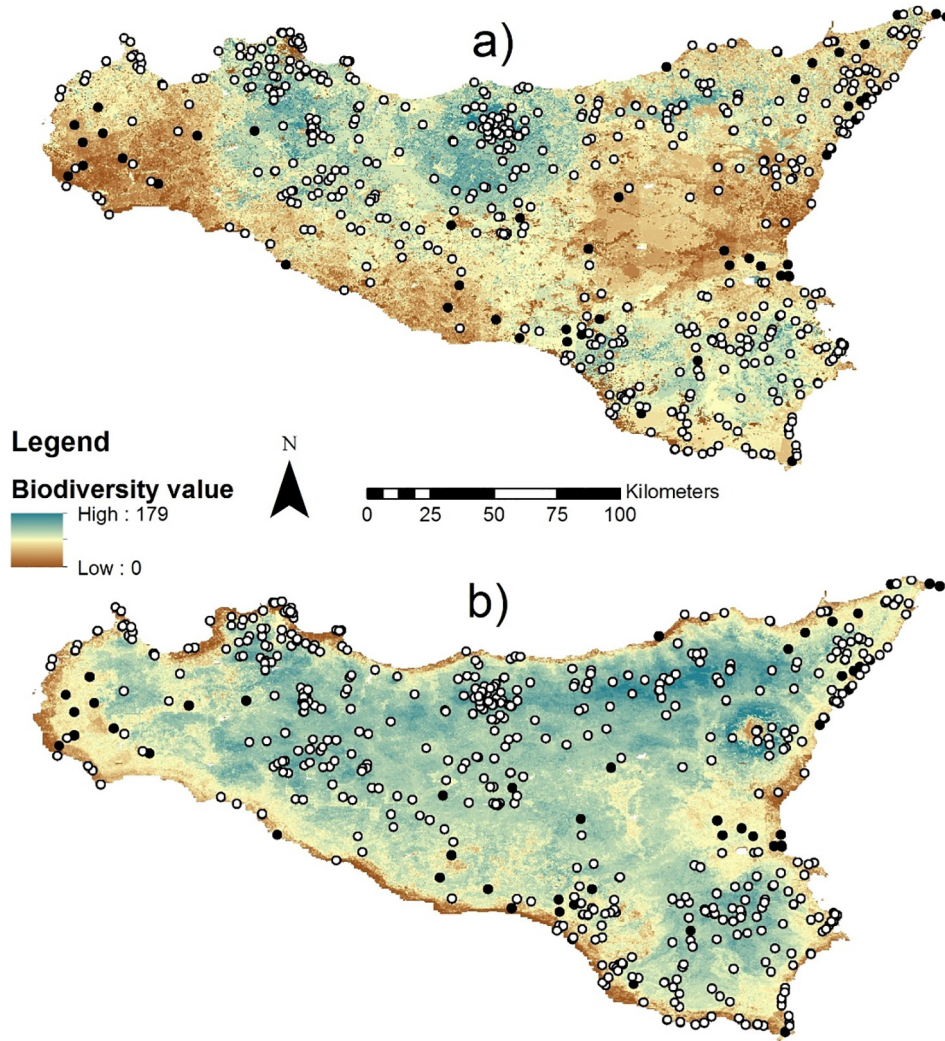 a)
Legend
N
Biodiversity value
High : 179
Low : 0
Kilometers
0 25 50 75 100
b)